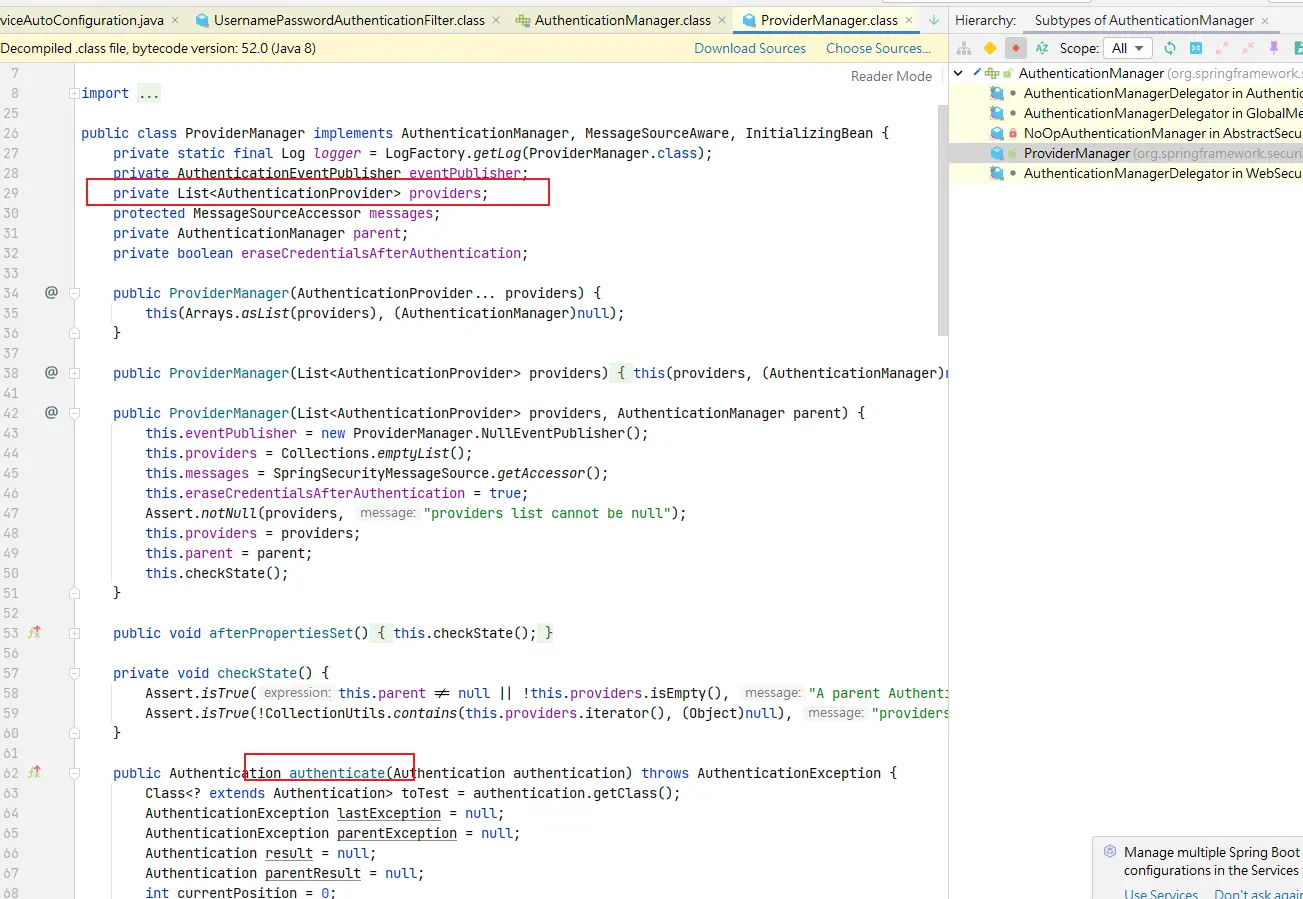 viceAutoConfiguration.java × UsernamePasswordAuthenticationFilter.class × AuthenticationManager.class × ProviderManager.class ×
Decompiled .class file, bytecode version: 52.0 (Java 8) Download Sources Choose Sources...
Reader Mode
7
8 import ...
25
26 public class ProviderManager implements AuthenticationManager, MessageSourceAware, InitializingBean {
27 private static final Log logger = LogFactory.getLog(ProviderManager.class);
28 private AuthenticationEventPublisher eventPublisher;
29 private List<AuthenticationProvider> providers;
30 protected MessageSourceAccessor messages;
31 private AuthenticationManager parent;
32 private boolean eraseCredentialsAfterAuthentication;
33
34 @ public ProviderManager(AuthenticationProvider... providers) {
35 this(Arrays.asList(providers), (AuthenticationManager)null);
36 }
37
38 @ public ProviderManager(List<AuthenticationProvider> providers) { this(providers, (AuthenticationManager)n
41
42 @ public ProviderManager(List<AuthenticationProvider> providers, AuthenticationManager parent) {
43 this.eventPublisher = new ProviderManager.NullEventPublisher();
44 this.providers = Collections.emptyList();
45 this.messages = SpringSecurityMessageSource.getAccessor();
46 this.eraseCredentialsAfterAuthentication = true;
47 Assert.notNull(providers, message: "providers list cannot be null");
48 this.providers = providers;
49 this.parent = parent;
50 this.checkState();
51 }
52
53 public void afterPropertiesSet() { this.checkState(); }
56
57 private void checkState() {
58 Assert.isTrue( expression: this.parent != null || !this.providers.isEmpty(), message: "A parent Authenti
59 Assert.isTrue(!CollectionUtils.contains(this.providers.iterator(), (Object)null), message: "providers
60 }
61
62 public Authentication authenticate(Authentication authentication) throws AuthenticationException {
63 Class<? extends Authentication> toTest = authentication.getClass();
64 AuthenticationException lastException = null;
65 AuthenticationException parentException = null;
66 Authentication result = null;
67 Authentication parentResult = null;
68 int currentPosition = 0;
Hierarchy: Subtypes of AuthenticationManager ×
Scope: All
AuthenticationManager (org.springframework.
AuthenticationManagerDelegator in Authentic
AuthenticationManagerDelegator in GlobalMe
NoOpAuthenticationManager in AbstractSecu
ProviderManager (org.springframework.securi
AuthenticationManagerDelegator in WebSecu
Manage multiple Spring Boot
configurations in the Services
Use Services Don't ask again